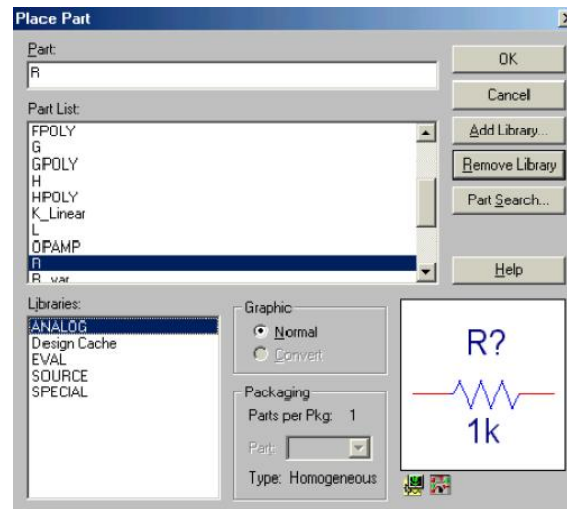 Place Part
Part:
R
OK
Cancel
Part List:
FPOLY
G
GPOLY
H
HPOLY
K_Linear
L
OPAMP
R
R_var
Add Library...
Remove Library
Part Search...
Help
Libraries:
ANALOG
Design Cache
EVAL
SOURCE
SPECIAL
Graphic
Normal
Convert
Packaging
Parts per Pkg: 1
Part:
Type: Homogeneous
R?
1k